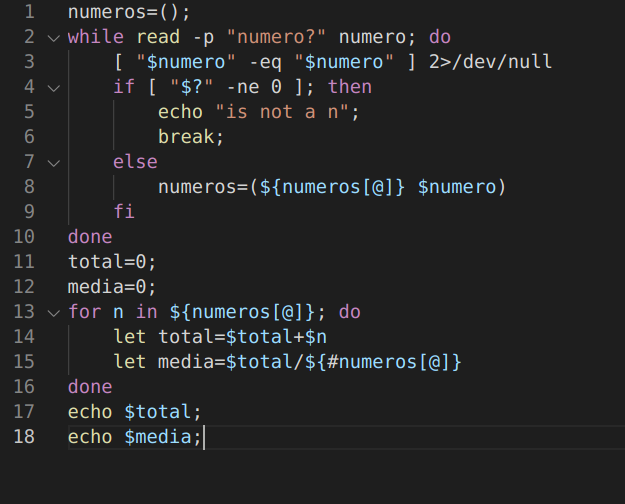 1 numeros=();
2 while read -p "numero?" numero; do
3     [ "$numero" -eq "$numero" ] 2>/dev/null
4     if [ "$?" -ne 0 ]; then
5         echo "is not a n";
6         break;
7     else
8         numeros=(${numeros[@]} $numero)
9     fi
10 done
11 total=0;
12 media=0;
13 for n in ${numeros[@]}; do
14     let total=$total+$n
15     let media=$total/${#numeros[@]}
16 done
17 echo $total;
18 echo $media;